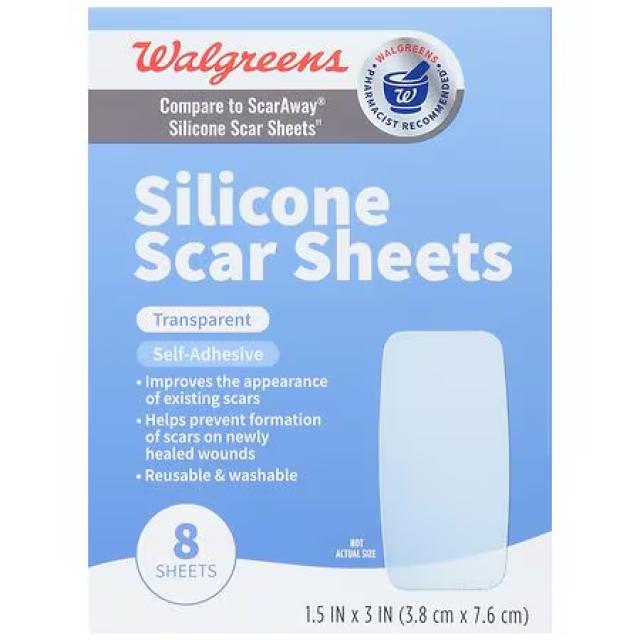 Walgreens
WALGREENS
• PHARMACIST RECOMMENDED •
W
Compare to ScarAway®
Silicone Scar Sheets††
Silicone
Scar Sheets
Transparent
Self-Adhesive
• Improves the appearance
of existing scars
• Helps prevent formation
of scars on newly
healed wounds
• Reusable & washable
8
SHEETS
NOT
ACTUAL SIZE
1.5 IN x 3 IN (3.8 cm x 7.6 cm)